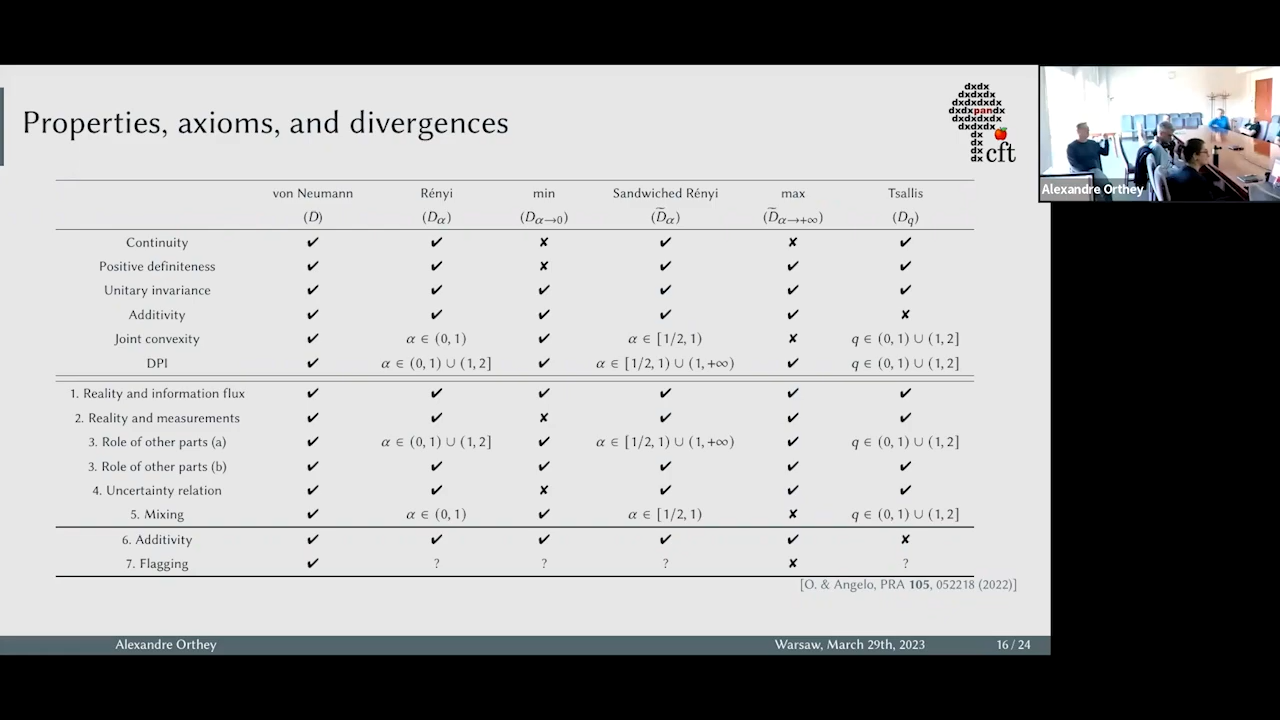 Properties, axioms, and divergences
dxdx
dxdxdx
dxdxdxdx
dxdxpandx
dxdxdxdx
dxdxdx
dx
dx
dx
dx cft
Alexandre Orthey
von Neumann Rényi min Sandwiched Rényi max Tsallis
(D) (Dα) (Dα→0) (D̃α) (D̃α→+∞) (Dq)
Continuity ✔ ✔ ✘ ✔ ✘ ✔
Positive definiteness ✔ ✔ ✘ ✔ ✔ ✔
Unitary invariance ✔ ✔ ✔ ✔ ✔ ✔
Additivity ✔ ✔ ✔ ✔ ✔ ✘
Joint convexity ✔ α ∈ (0, 1) ✔ α ∈ [1/2, 1) ✘ q ∈ (0, 1) ∪ (1, 2]
DPI ✔ α ∈ (0, 1) ∪ (1, 2] ✔ α ∈ [1/2, 1) ∪ (1, +∞) ✔ q ∈ (0, 1) ∪ (1, 2]
1. Reality and information flux ✔ ✔ ✔ ✔ ✔ ✔
2. Reality and measurements ✔ ✔ ✘ ✔ ✔ ✔
3. Role of other parts (a) ✔ α ∈ (0, 1) ∪ (1, 2] ✔ α ∈ [1/2, 1) ∪ (1, +∞) ✔ q ∈ (0, 1) ∪ (1, 2]
3. Role of other parts (b) ✔ ✔ ✔ ✔ ✔ ✔
4. Uncertainty relation ✔ ✔ ✘ ✔ ✔ ✔
5. Mixing ✔ α ∈ (0, 1) ✔ α ∈ [1/2, 1) ✘ q ∈ (0, 1) ∪ (1, 2]
6. Additivity ✔ ✔ ✔ ✔ ✔ ✘
7. Flagging ✔ ? ? ? ✘ ?
[O. & Angelo, PRA 105, 052218 (2022)]
Alexandre Orthey Warsaw, March 29th, 2023 16 / 24